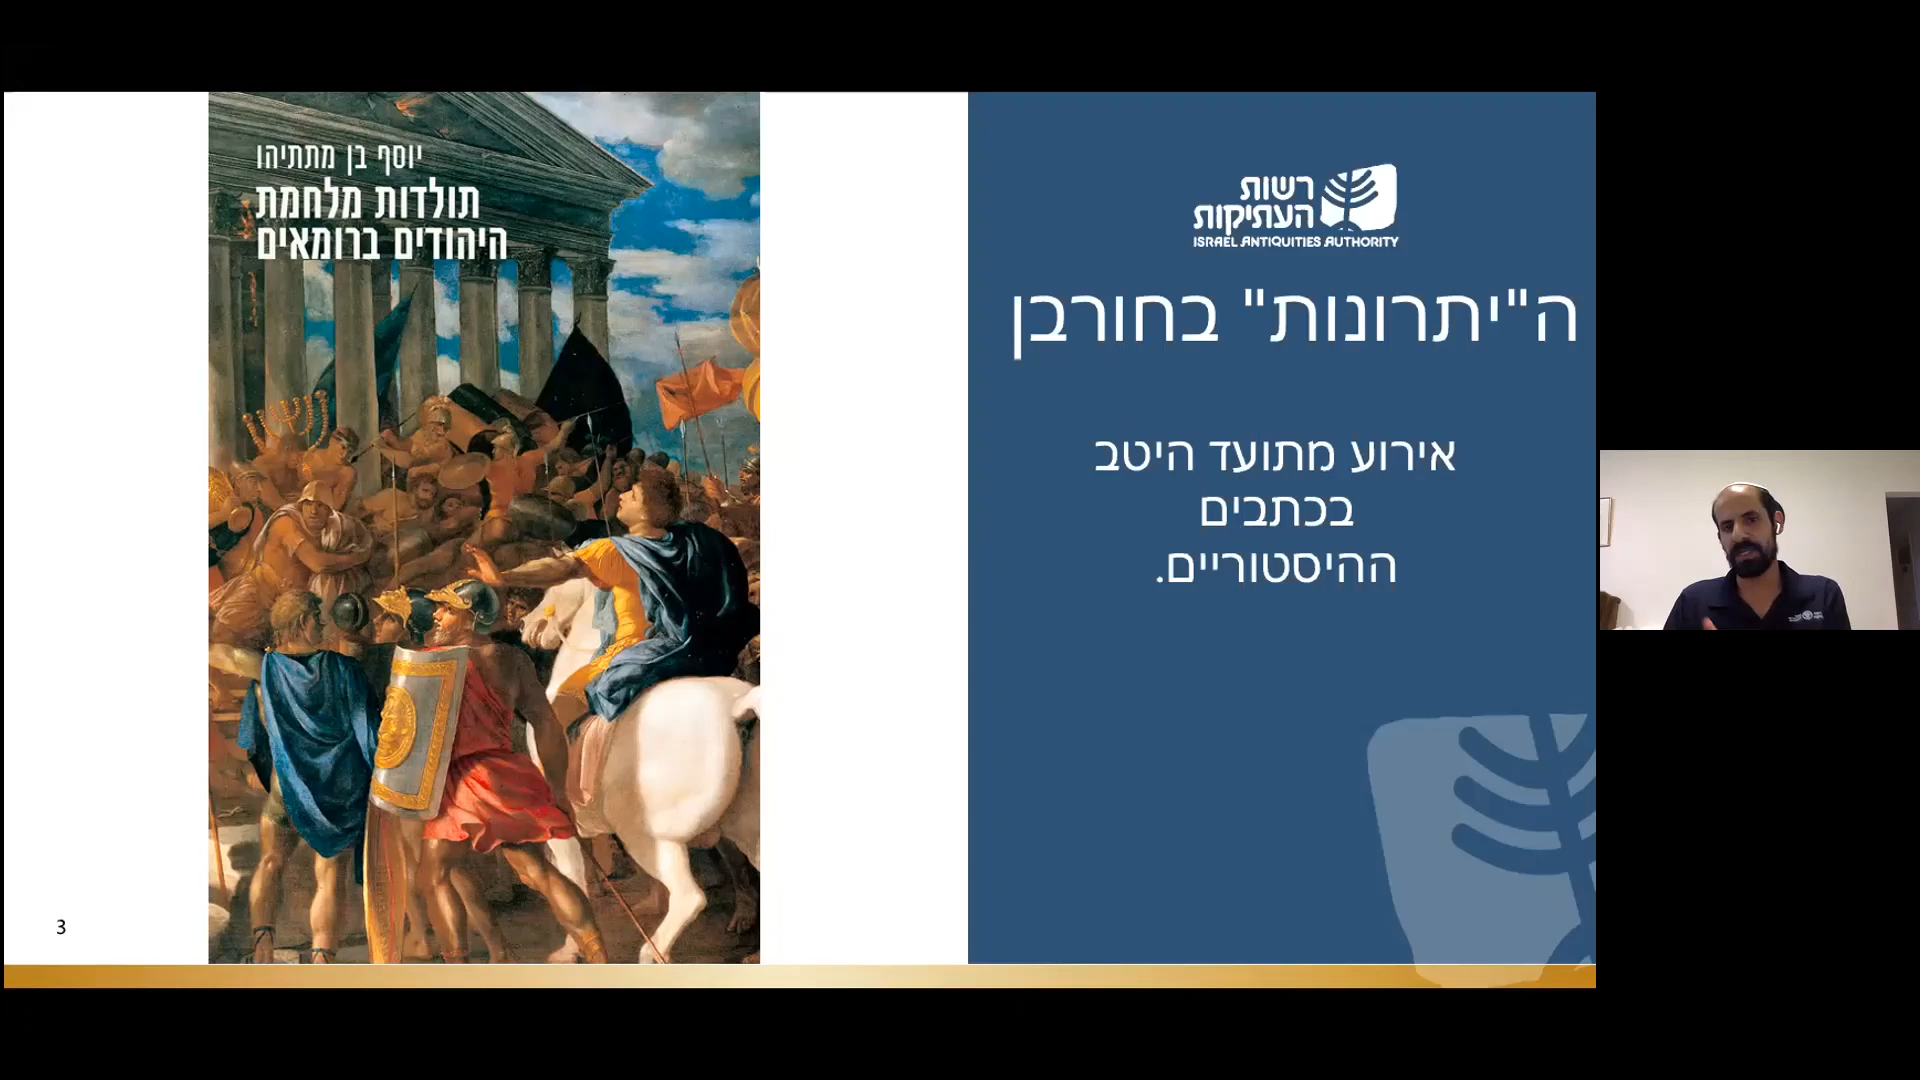 יוסף בן מתתיהו
תולדות מלחמת
היהודים ברומאים
רשות
העתיקות
ISRAEL ANTIQUITIES AUTHORITY
ה"יתרונות" בחורבן
אירוע מתועד היטב
בכתבים
ההיסטוריים.
3